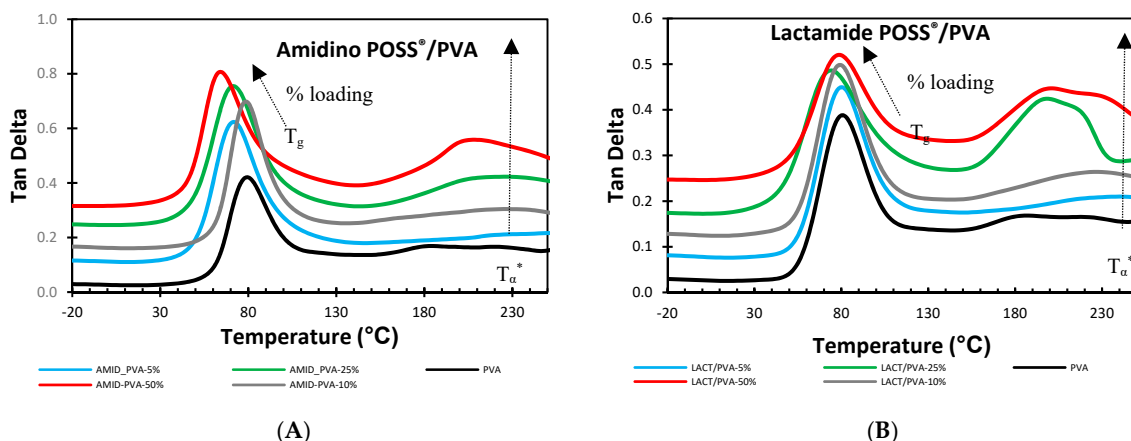 Amidino POSS®/PVA
% loading
Tg
Tα*
Tan Delta
1.0
0.8
0.6
0.4
0.2
0.0
-20 30 80 130 180 230
Temperature (°C)
AMID_PVA-5% AMID_PVA-25% PVA
AMID-PVA-50% AMID-PVA-10%
(A)
Lactamide POSS®/PVA
% loading
Tg
Tα*
Tan Delta
0.6
0.5
0.4
0.3
0.2
0.1
0.0
-20 30 80 130 180 230
Temperature (°C)
LACT/PVA-5% LACT/PVA-25% PVA
LACT/PVA-50% LACT/PVA-10%
(B)